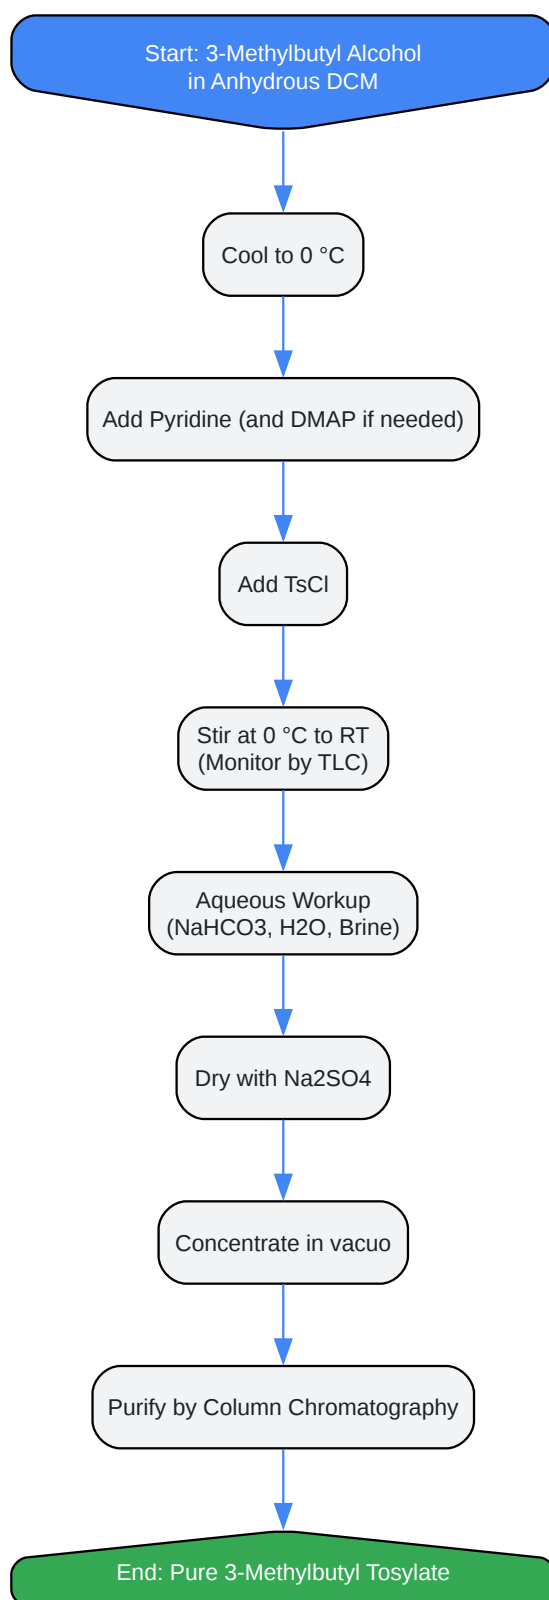 Start: 3-Methylbutyl Alcohol
in Anhydrous DCM
Cool to 0 °C
Add Pyridine (and DMAP if needed)
Add TsCl
Stir at 0 °C to RT
(Monitor by TLC)
Aqueous Workup
(NaHCO3, H2O, Brine)
Dry with Na2SO4
Concentrate in vacuo
Purify by Column Chromatography
End: Pure 3-Methylbutyl Tosylate